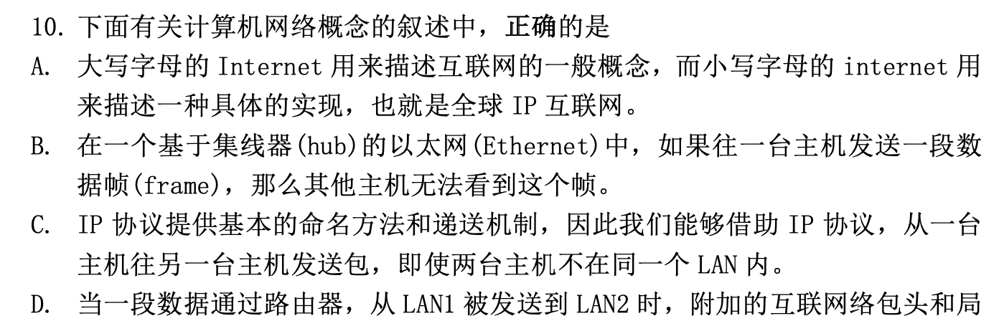 10. 下面有关计算机网络概念的叙述中，正确的是
A. 大写字母的 Internet 用来描述互联网的一般概念，而小写字母的 internet 用
来描述一种具体的实现，也就是全球 IP 互联网。
B. 在一个基于集线器(hub)的以太网(Ethernet)中，如果往一台主机发送一段数
据帧(frame)，那么其他主机无法看到这个帧。
C. IP 协议提供基本的命名方法和递送机制，因此我们能够借助 IP 协议，从一台
主机往另一台主机发送包，即使两台主机不在同一个 LAN 内。
D. 当一段数据通过路由器，从 LAN1 被发送到 LAN2 时，附加的互联网络包头和局